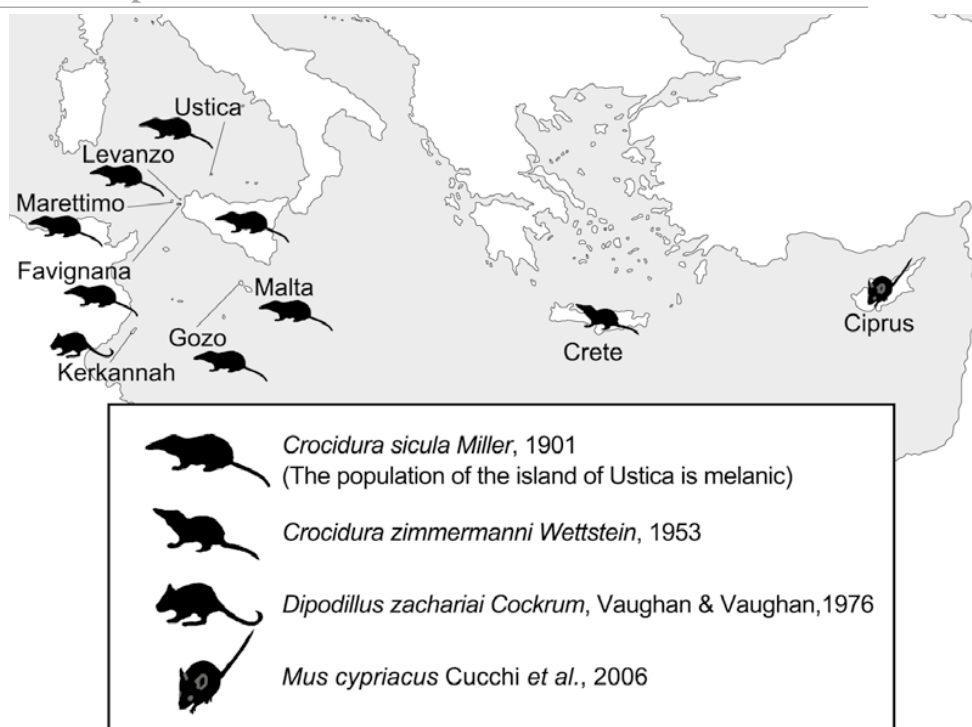 Ustica
Levanzo
Marettimo
Favignana
Malta
Gozo
Kerkannah
Crete
Ciprus
Crocidura sicula Miller, 1901
(The population of the island of Ustica is melanic)
Crocidura zimmermanni Wettstein, 1953
Dipodillus zachariai Cockrum, Vaughan & Vaughan,1976
Mus cypriacus Cucchi et al., 2006